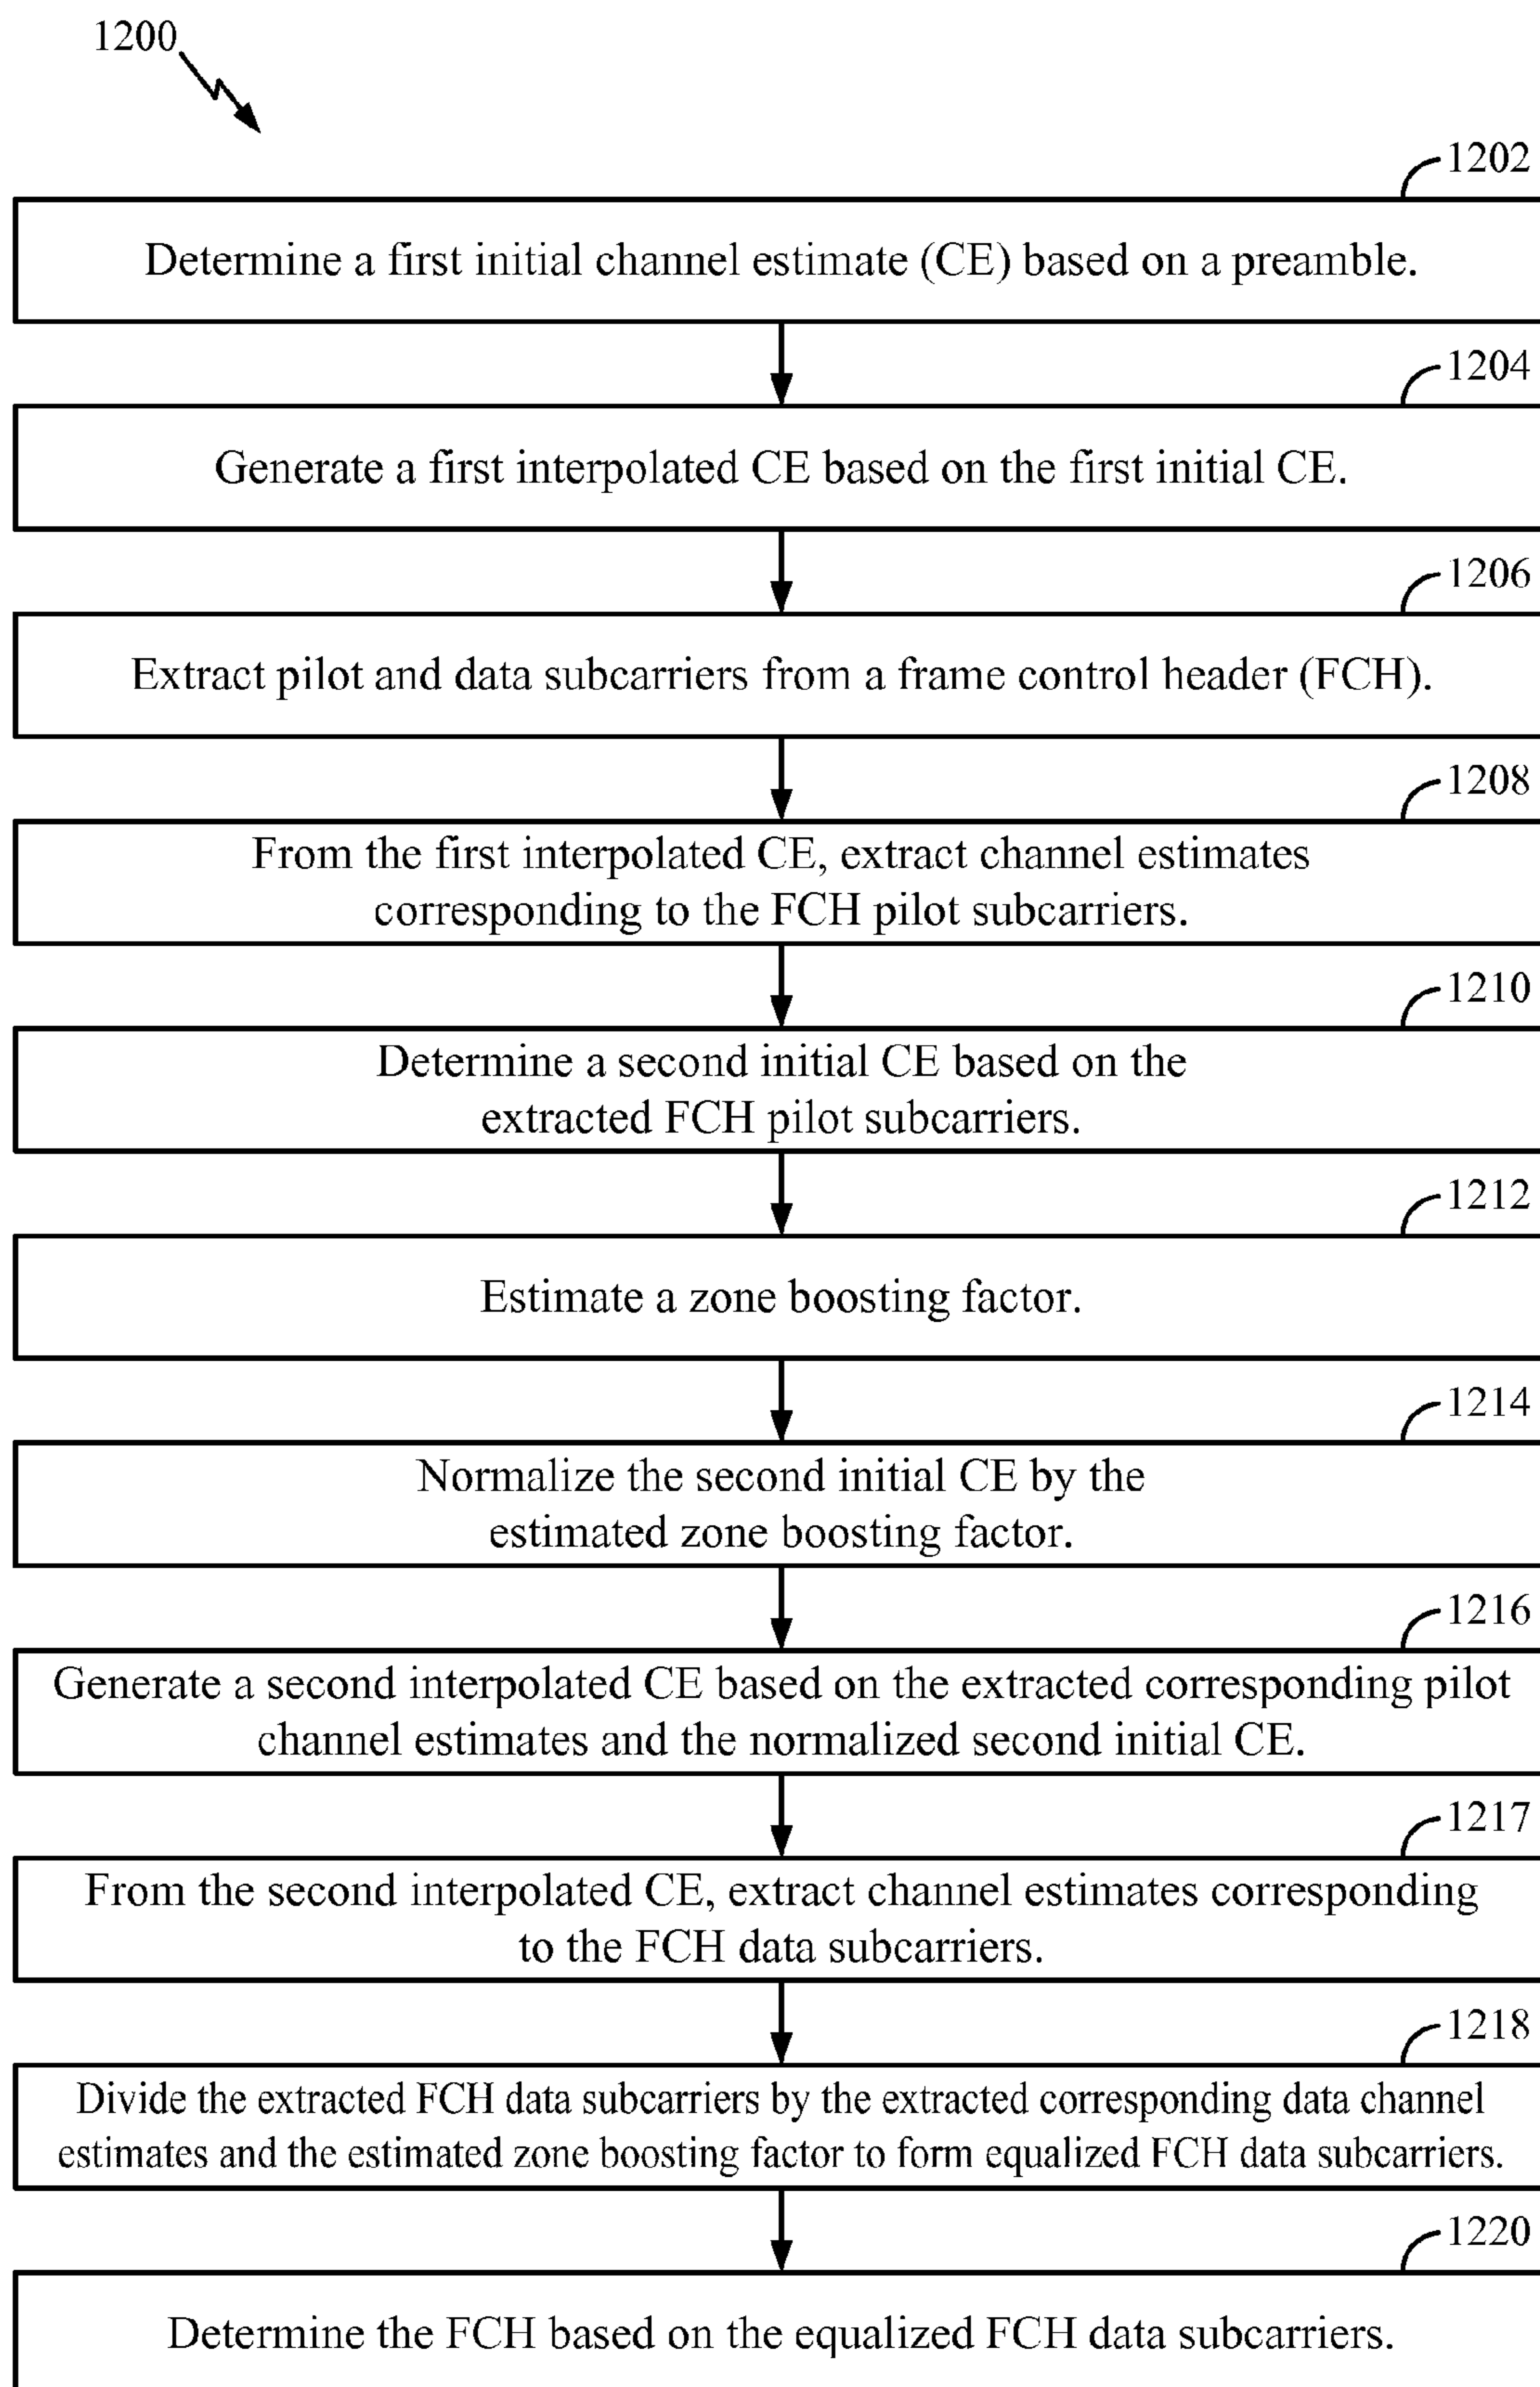 1200
1202
Determine a first initial channel estimate (CE) based on a preamble.
1204
Generate a first interpolated CE based on the first initial CE.
1206
Extract pilot and data subcarriers from a frame control header (FCH).
1208
From the first interpolated CE, extract channel estimates
corresponding to the FCH pilot subcarriers.
1210
Determine a second initial CE based on the
extracted FCH pilot subcarriers.
1212
Estimate a zone boosting factor.
1214
Normalize the second initial CE by the
estimated zone boosting factor.
1216
Generate a second interpolated CE based on the extracted corresponding pilot
channel estimates and the normalized second initial CE.
1217
From the second interpolated CE, extract channel estimates corresponding
to the FCH data subcarriers.
1218
Divide the extracted FCH data subcarriers by the extracted corresponding data channel
estimates and the estimated zone boosting factor to form equalized FCH data subcarriers.
1220
Determine the FCH based on the equalized FCH data subcarriers.